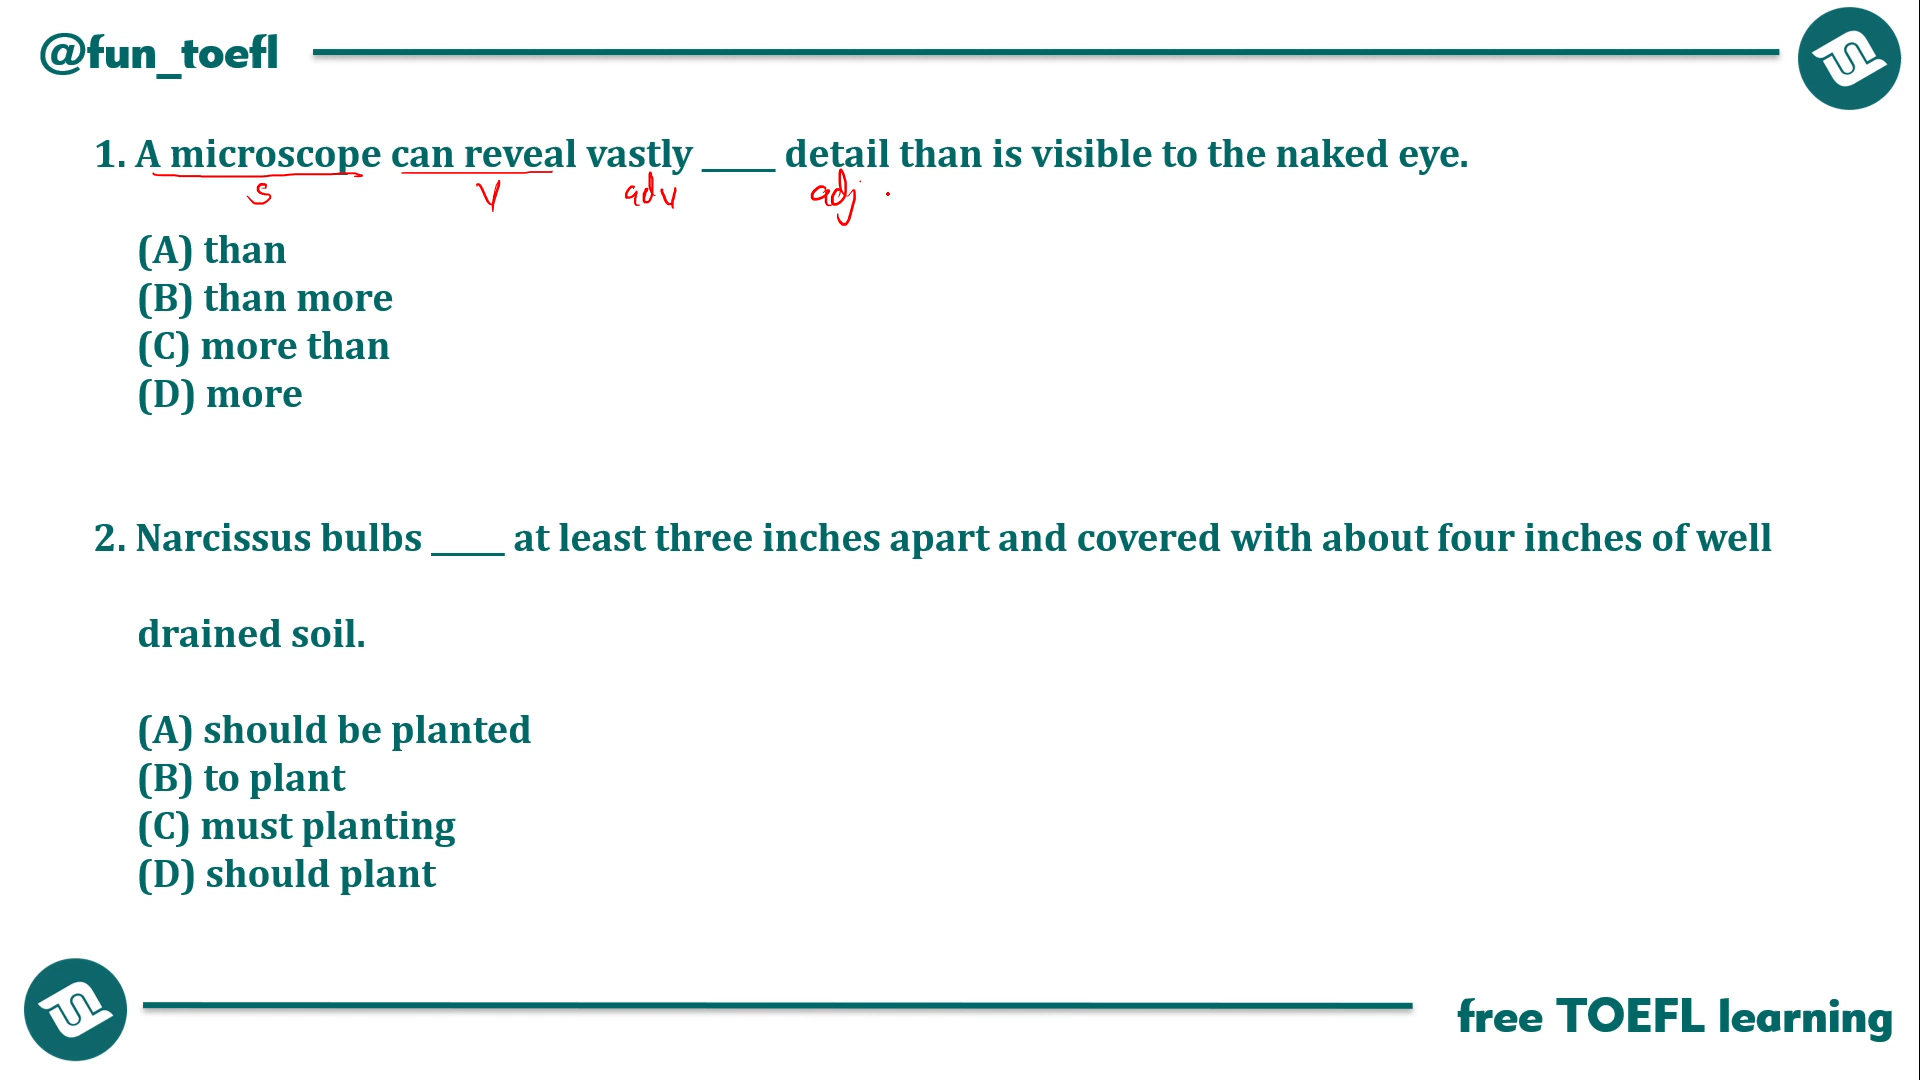 @fun_toefl
1. A microscope can reveal vastly ____ detail than is visible to the naked eye.
s v adv adj
(A) than
(B) than more
(C) more than
(D) more
2. Narcissus bulbs ____ at least three inches apart and covered with about four inches of well
drained soil.
(A) should be planted
(B) to plant
(C) must planting
(D) should plant
free TOEFL learning